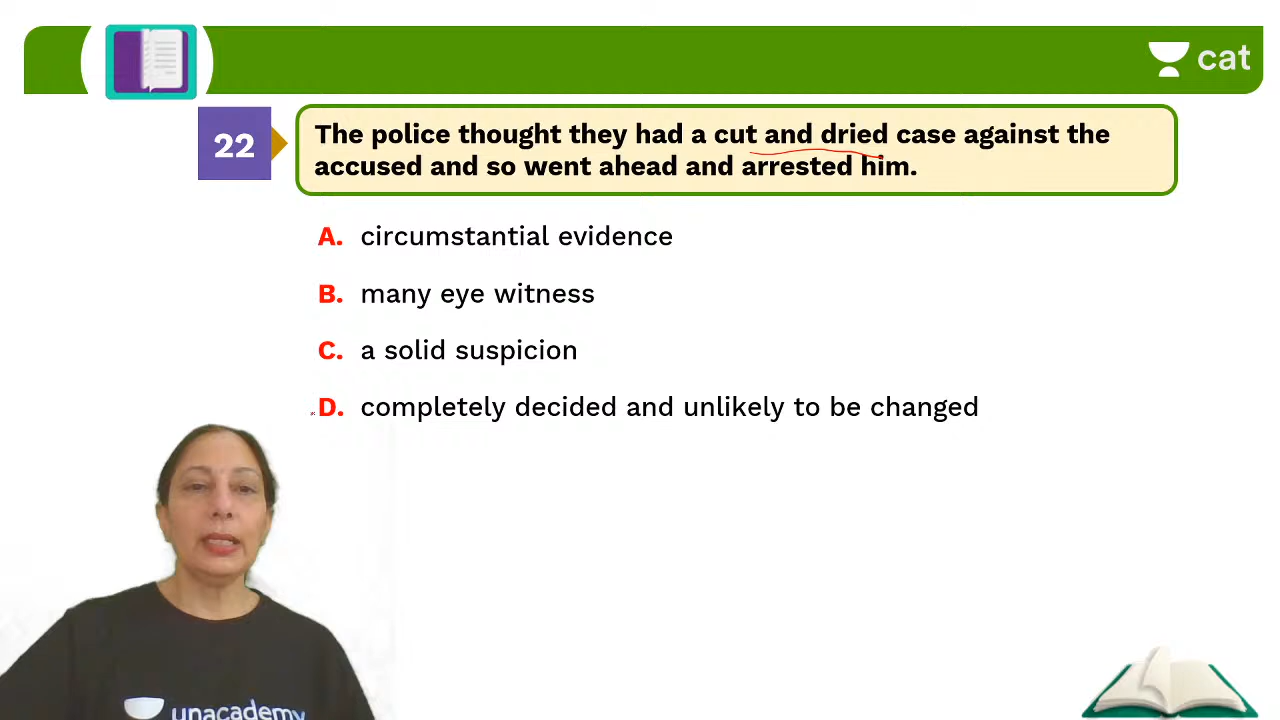 cat
22
The police thought they had a cut and dried case against the
accused and so went ahead and arrested him.
A. circumstantial evidence
B. many eye witness
C. a solid suspicion
D. completely decided and unlikely to be changed
unacademy